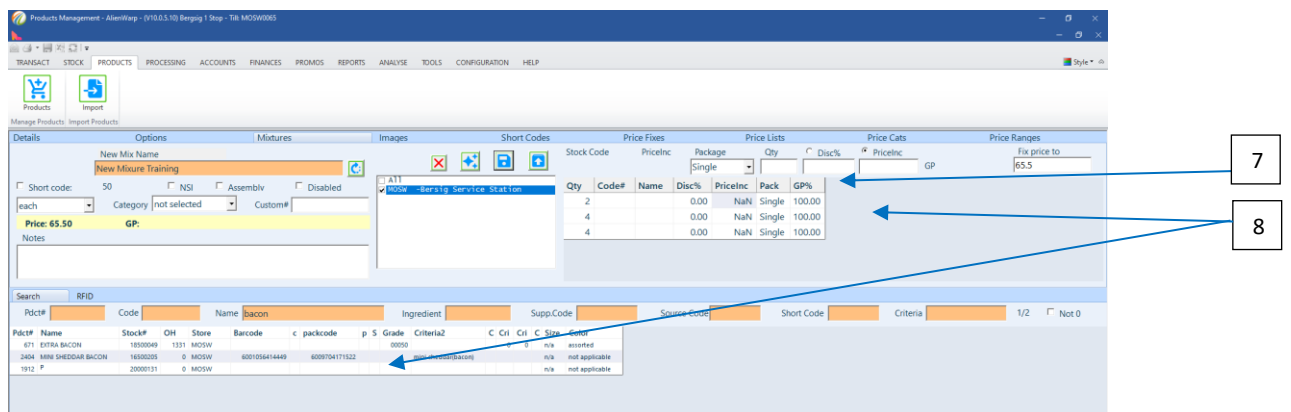 Products Management - AlienWarp - (V10.0.5.10) Bergsig 1 Stop - Till: MOSW0065
TRANSACT STOCK PRODUCTS PROCESSING ACCOUNTS FINANCES PROMOS REPORTS ANALYSE TOOLS CONFIGURATION HELP Style
Products Import
Manage Products Import Products
Details Options Mixtures Images Short Codes Price Fixes Price Lists Price Cats Price Ranges
New Mix Name
New Mixure Training
Short code: 50 NSI Assembly Disabled
each Category not selected Custom#
Price: 65.50 GP:
Notes
All
MOSW -Bersig Service Station
Stock Code PriceInc Package Qty Disc% PriceInc GP Fix price to
Single 65.5
Qty Code# Name Disc% PriceInc Pack GP%
2 0.00 NaN Single 100.00
4 0.00 NaN Single 100.00
4 0.00 NaN Single 100.00
7
8
Search RFID
Pdct# Code Name bacon Ingredient Supp.Code Source Code Short Code Criteria 1/2 Not 0
Pdct# Name Stock# OH Store Barcode c packcode p S Grade Criteria2 C Cri Cri C Size Color
671 EXTRA BACON 18500049 1331 MOSW 00050 0 0 n/a assorted
2404 MINI SHEDDAR BACON 16500205 0 MOSW 6001056414449 6009704171522 mini cheddar(bacon) n/a not applicable
1912 P 20000131 0 MOSW n/a not applicable